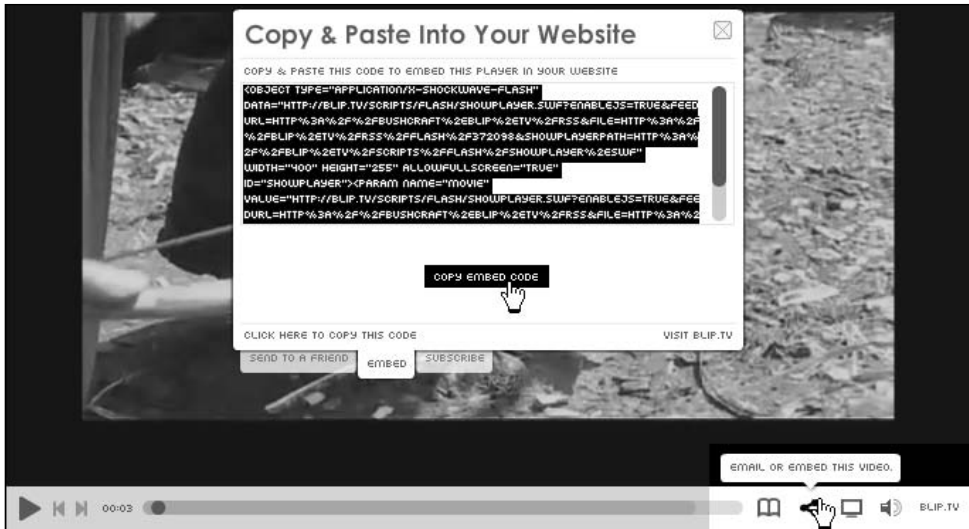 Copy & Paste Into Your Website
COPY & PASTE THIS CODE TO EMBED THIS PLAYER IN YOUR WEBSITE
<OBJECT TYPE="APPLICATION/X-SHOCKWAVE-FLASH"
DATA="HTTP://BLIP.TV/SCRIPTS/FLASH/SHOWPLAYER.SWF?ENABLEJS=TRUE&FEED
URL=HTTP%3A%2F%2FBUSHCRAFT%2EBLIP%2ETV%2FRSS&FILE=HTTP%3A%2F
%2FBLIP%2ETV%2FRSS%2FFLASH%2F372098&SHOWPLAYERPATH=HTTP%3A%
2F%2FBLIP%2ETV%2FSCRIPTS%2FFLASH%2FSHOWPLAYER%2ESWF"
WIDTH="400" HEIGHT="255" ALLOWFULLSCREEN="TRUE"
ID="SHOWPLAYER"><PARAM NAME="MOVIE"
VALUE="HTTP://BLIP.TV/SCRIPTS/FLASH/SHOWPLAYER.SWF?ENABLEJS=TRUE&FEE
DURL=HTTP%3A%2F%2FBUSHCRAFT%2EBLIP%2ETV%2FRSS&FILE=HTTP%3A%2
COPY EMBED CODE
CLICK HERE TO COPY THIS CODE VISIT BLIP.TV
SEND TO A FRIEND EMBED SUBSCRIBE
EMAIL OR EMBED THIS VIDEO.
00:03 BLIP.TV